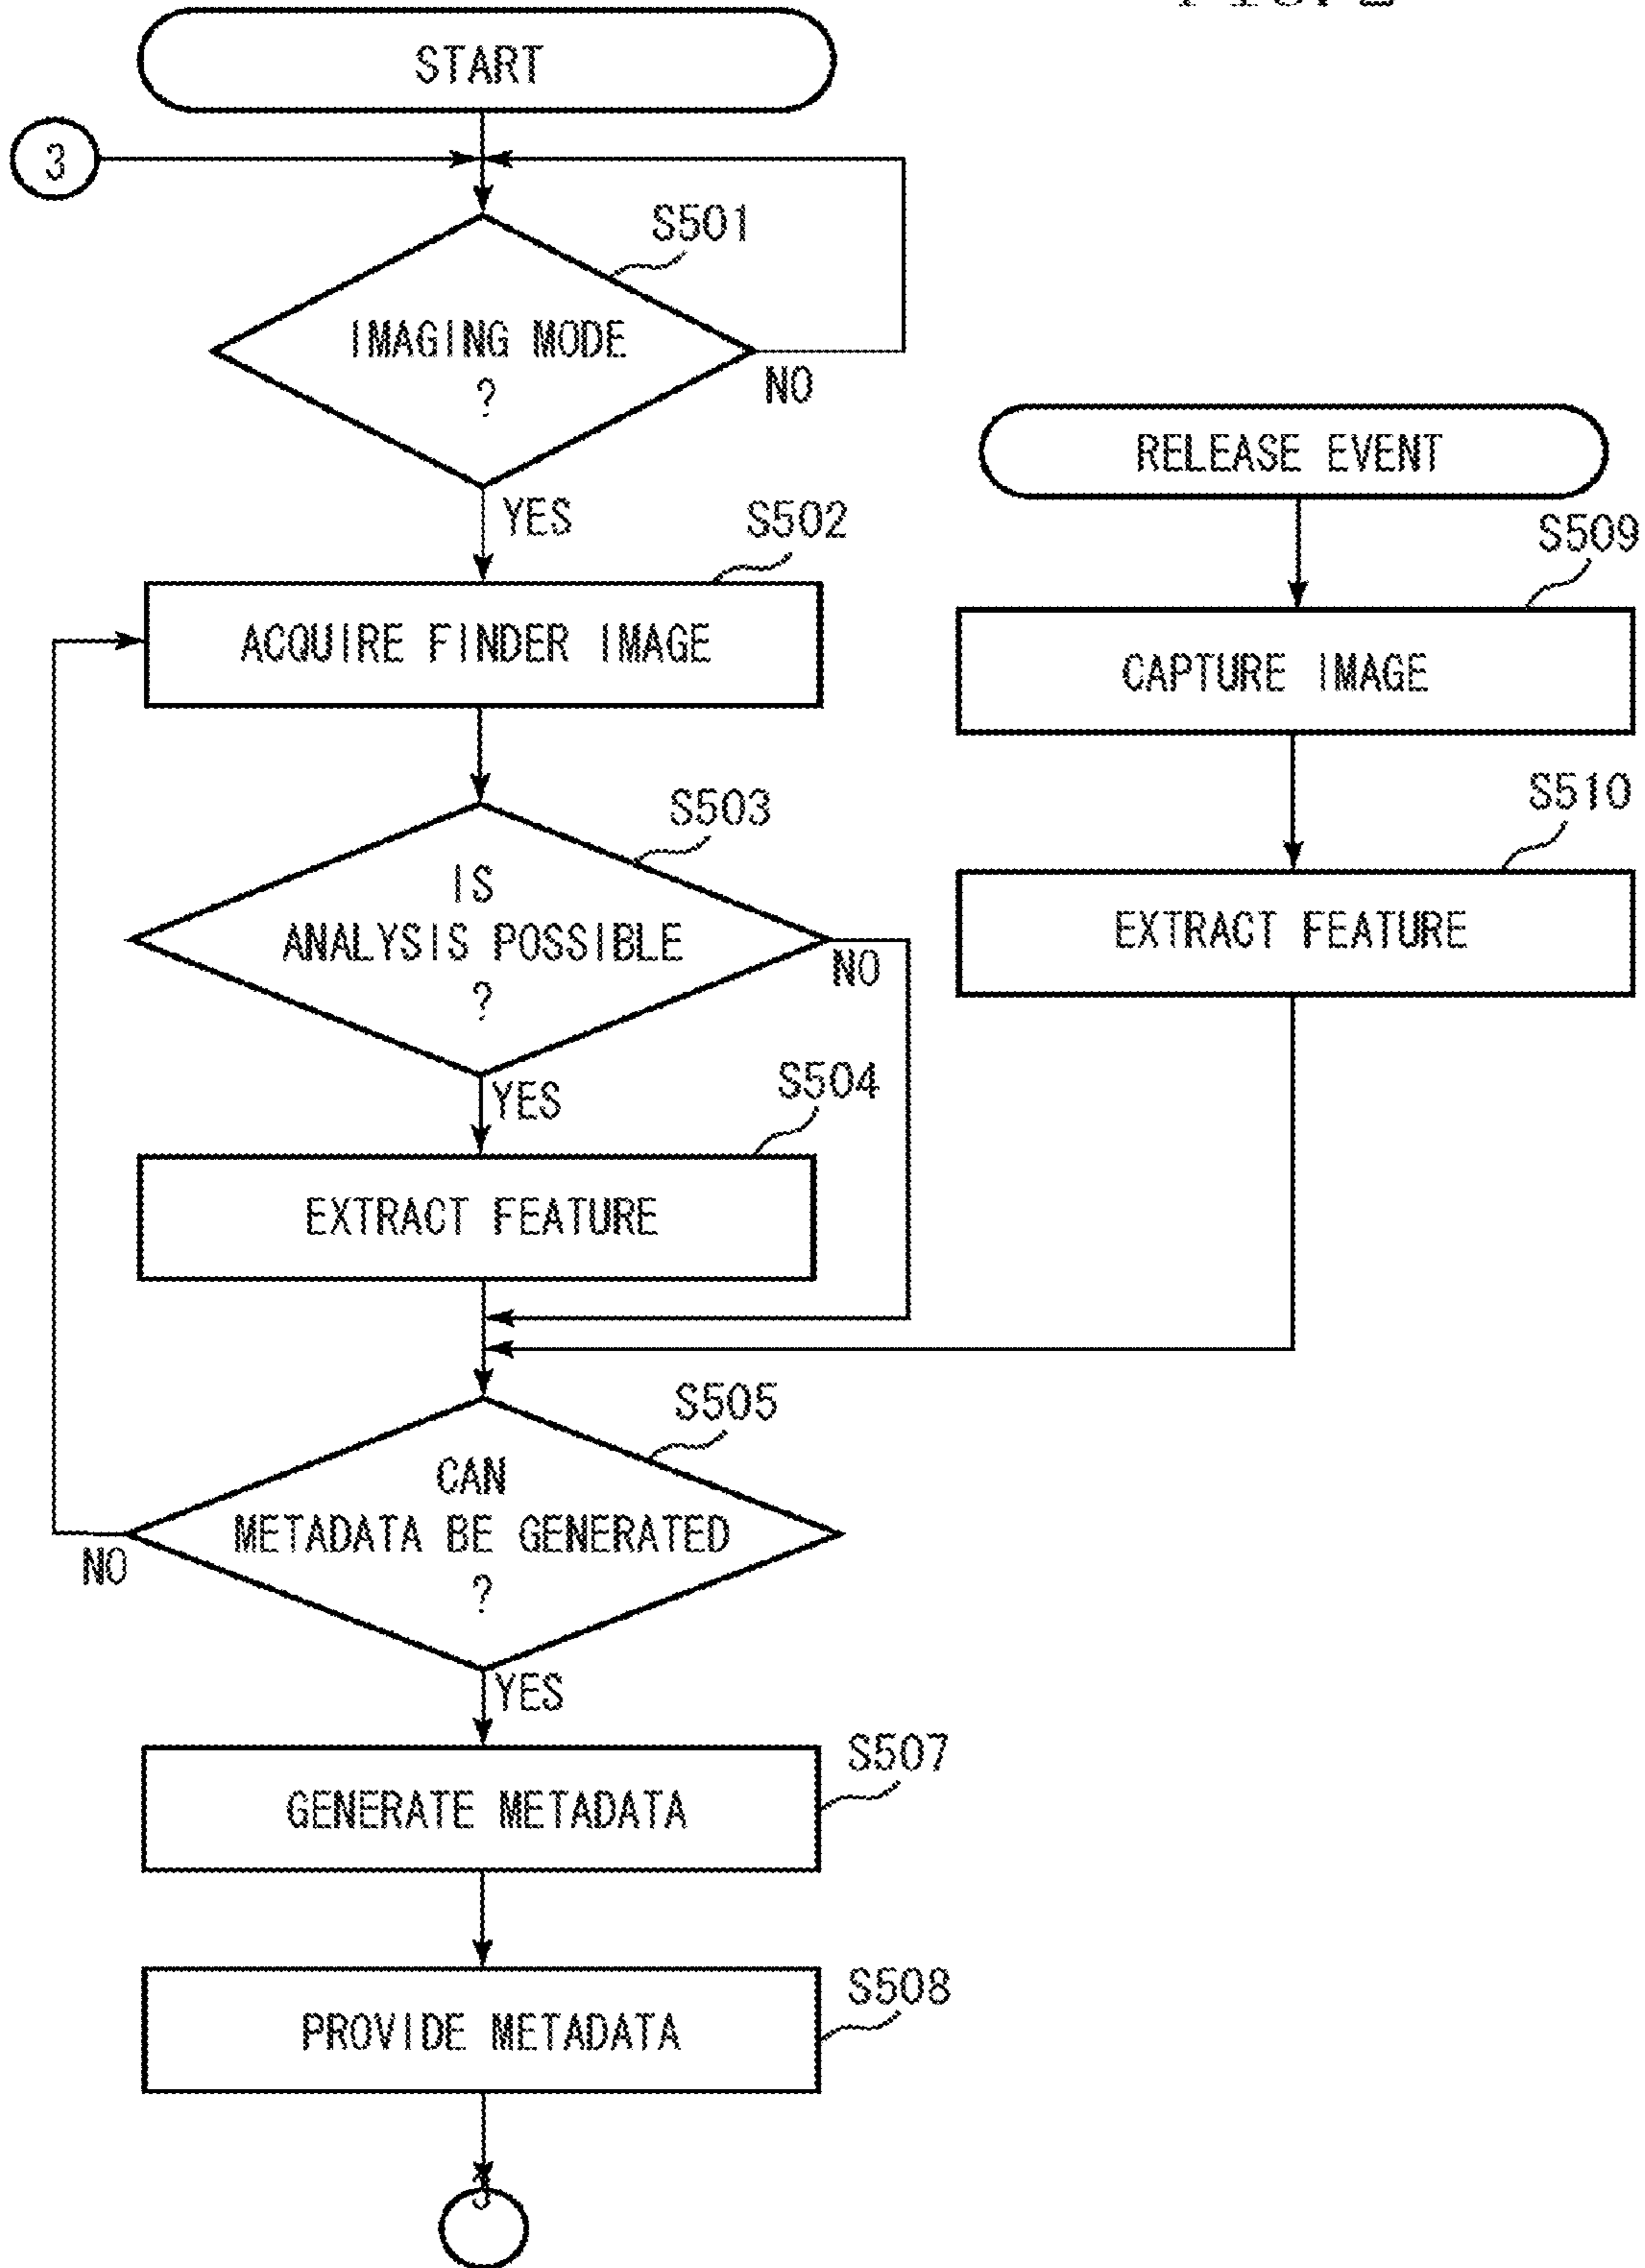 START
3
S501
IMAGING MODE
?
NO
YES
RELEASE EVENT
S502
S509
ACQUIRE FINDER IMAGE
CAPTURE IMAGE
S503
S510
IS
ANALYSIS POSSIBLE
?
NO
EXTRACT FEATURE
YES
S504
EXTRACT FEATURE
S505
CAN
METADATA BE GENERATED
?
NO
YES
S507
GENERATE METADATA
S508
PROVIDE METADATA
3